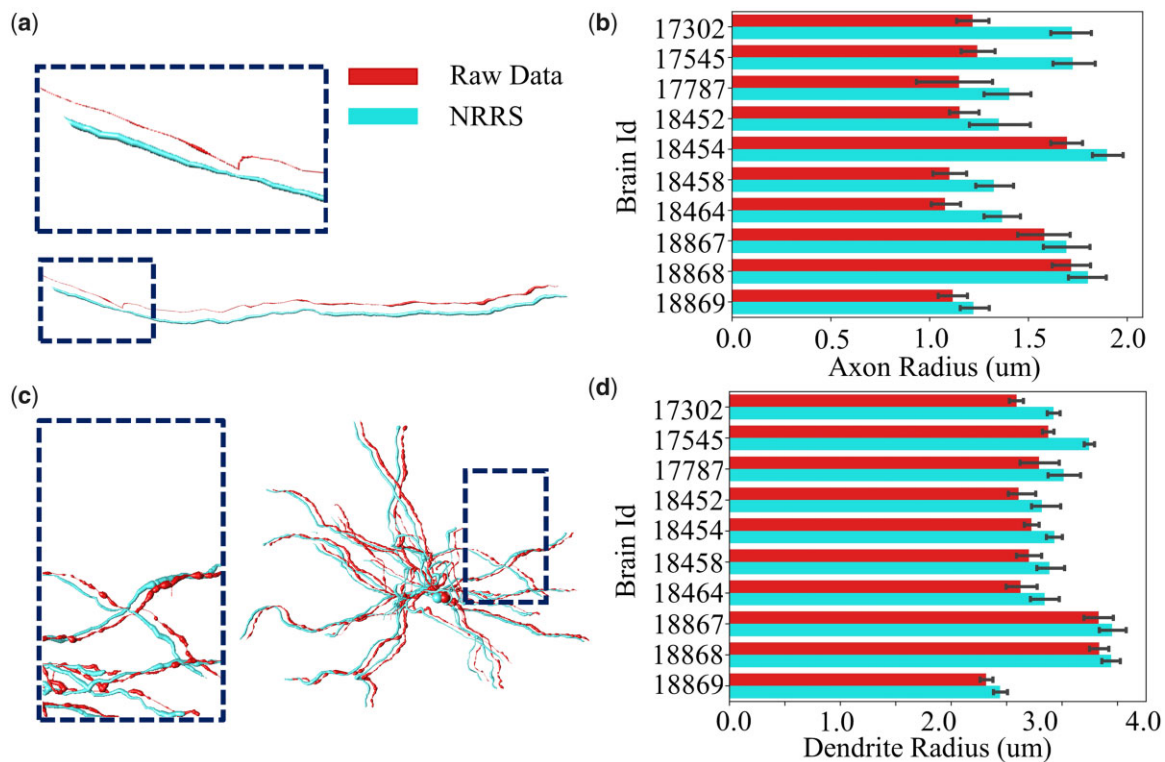 (a)
Raw Data
NRRS
(b)
Brain Id
17302
17545
17787
18452
18454
18458
18464
18867
18868
18869
0.0 0.5 1.0 1.5 2.0
Axon Radius (um)
(c)
(d)
Brain Id
17302
17545
17787
18452
18454
18458
18464
18867
18868
18869
0.0 1.0 2.0 3.0 4.0
Dendrite Radius (um)